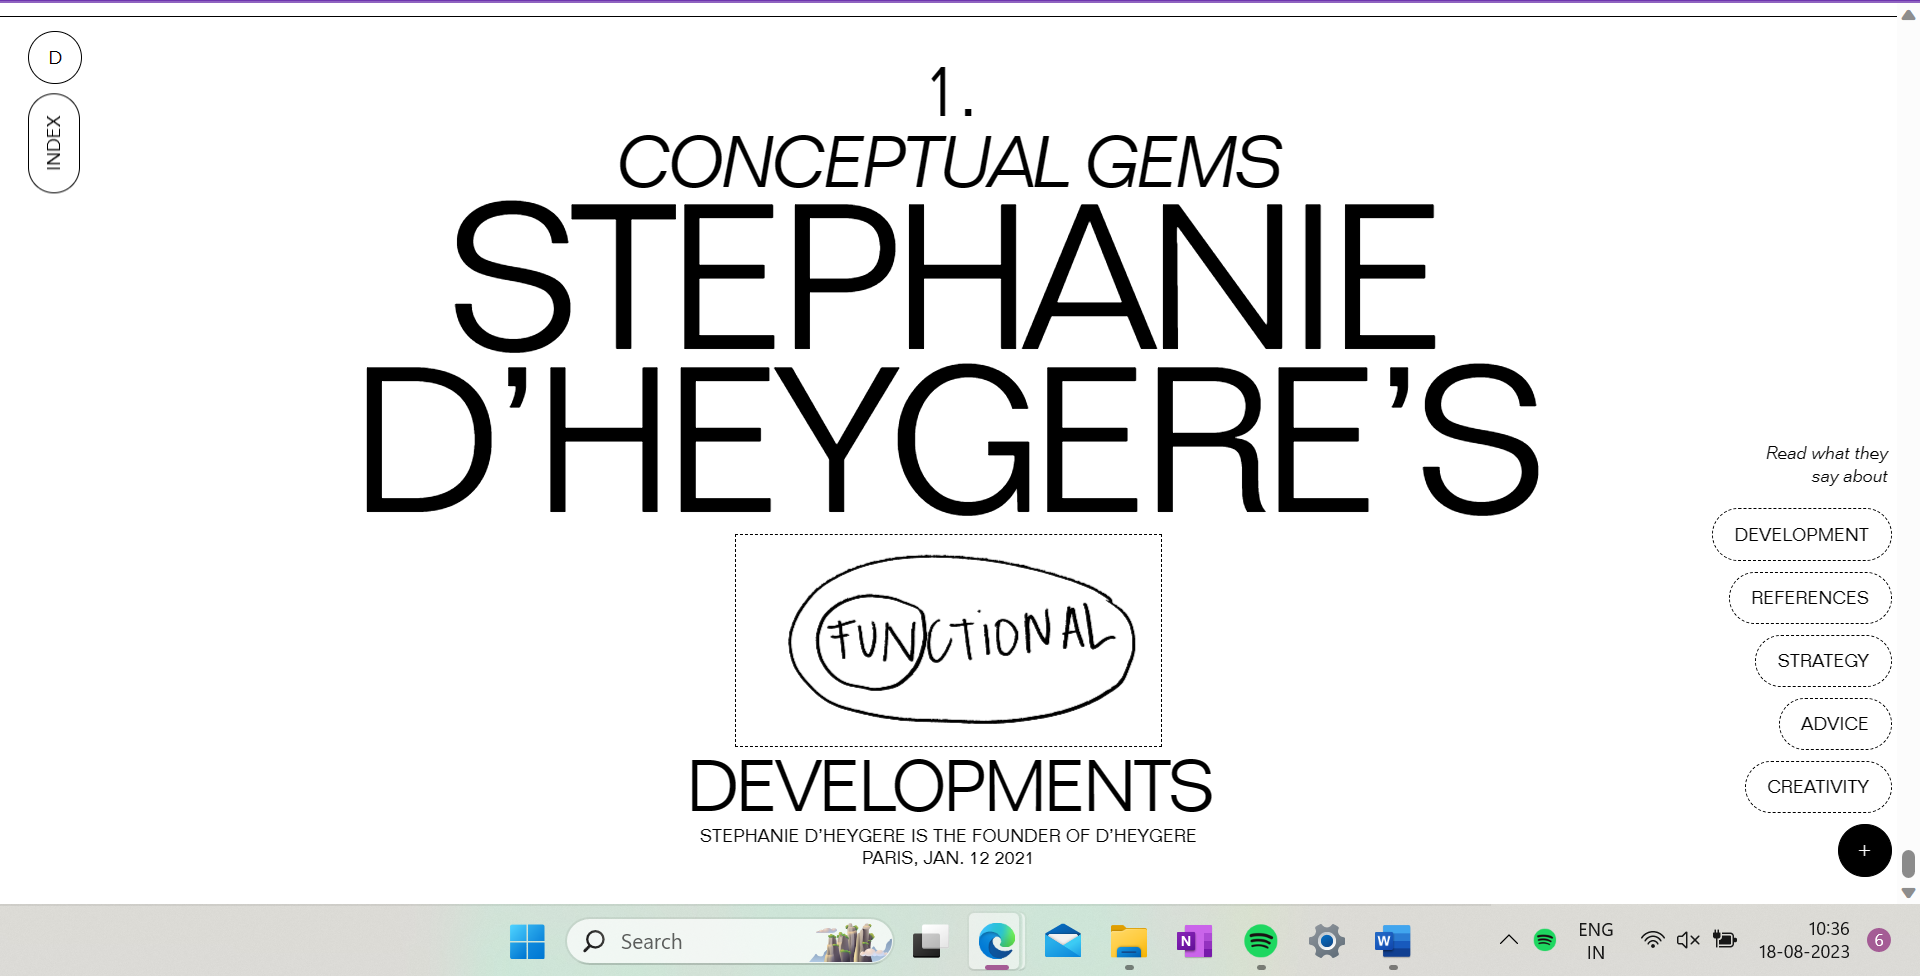 D
INDEX
1.
CONCEPTUAL GEMS
STEPHANIE
D’HEYGERE’S
FUNCTIONAL
DEVELOPMENTS
STEPHANIE D’HEYGERE IS THE FOUNDER OF D’HEYGERE
PARIS, JAN. 12 2021
Read what they
say about
DEVELOPMENT
REFERENCES
STRATEGY
ADVICE
CREATIVITY
+
Search
N
W
ENG
IN
10:36
18-08-2023
6